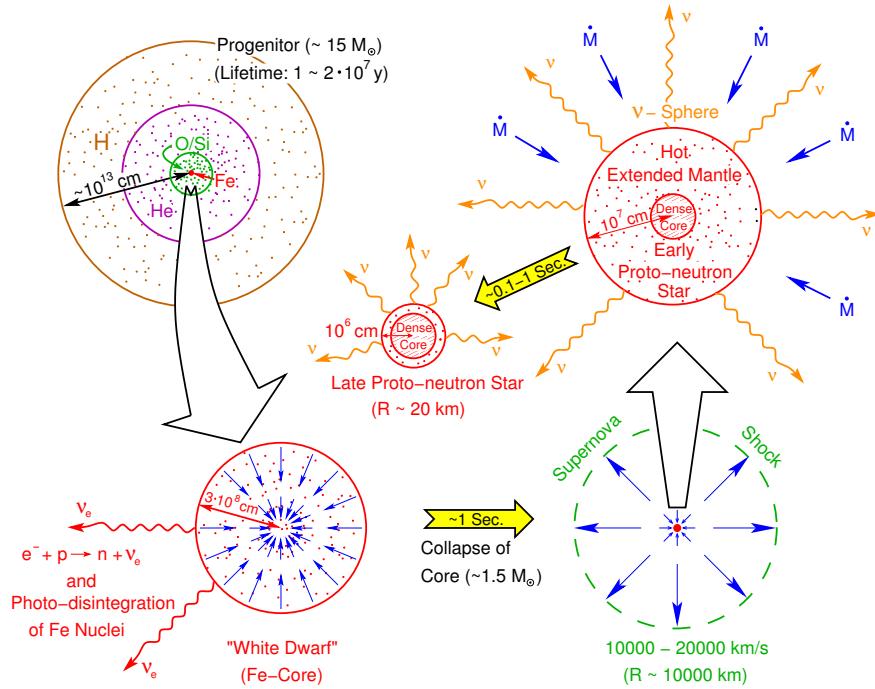 Progenitor (~ 15 M⊙)
(Lifetime: 1 ~ 2·10⁷ y)
H
O/Si
Fe
He
~10¹³ cm
ν
ν
ν
ν
ν
ν
ν
ν
Ṁ
Ṁ
Ṁ
Ṁ
Ṁ
ν − Sphere
Hot
Extended Mantle
10⁷ cm
Dense
Core
Early
Proto−neutron
Star
~0.1−1 Sec.
ν
ν
ν
ν
ν
10⁶ cm
Dense
Core
Late Proto−neutron Star
(R ~ 20 km)
3·10⁸ cm
νₑ
e⁻ + p → n + νₑ
and
Photo−disintegration
of Fe Nuclei
νₑ
"White Dwarf"
(Fe−Core)
~1 Sec.
Collapse of
Core (~1.5 M⊙)
Supernova
Shock
10000 − 20000 km/s
(R ~ 10000 km)